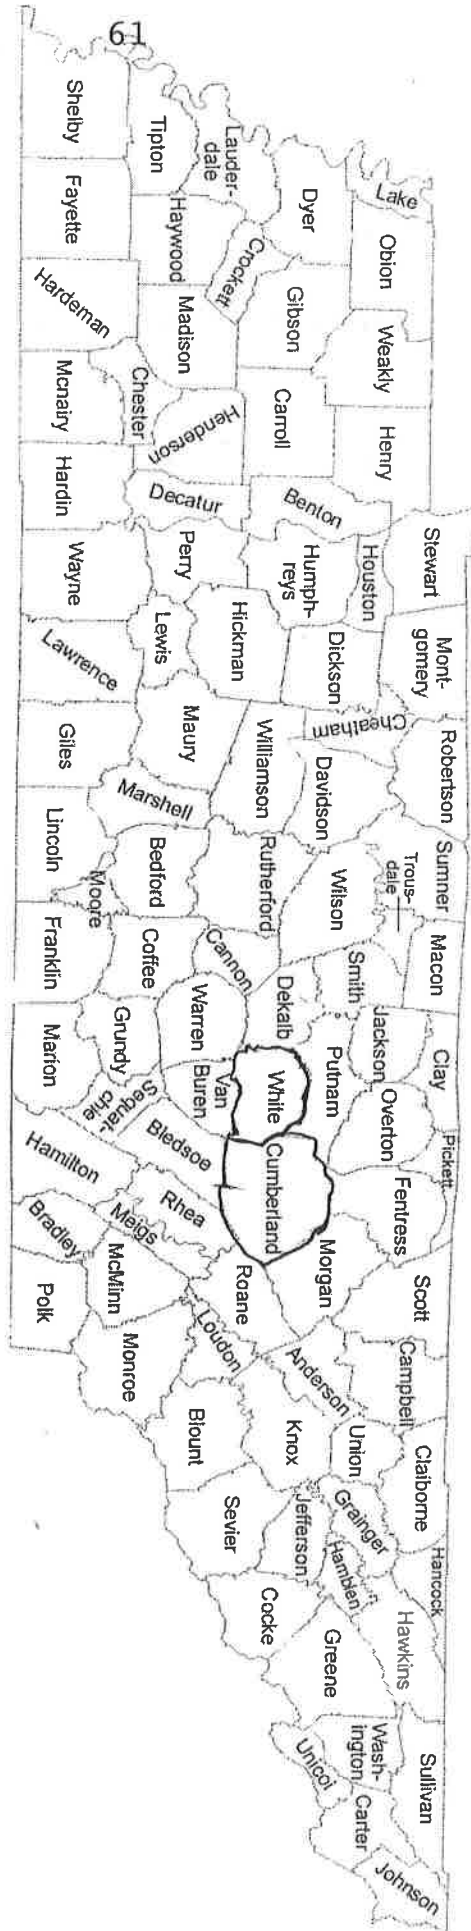 61
Shelby
Tipton
Lauder-
dale
Dyer
Lake
Obion
Fayette
Haywood
Crockett
Gibson
Weakly
Hardeman
Madison
Carroll
Henry
Mcnairy
Chester
Henderson
Hardin
Decatur
Benton
Stewart
Wayne
Perry
Humph-
reys
Houston
Mont-
gomery
Lawrence
Lewis
Hickman
Dickson
Cheatham
Robertson
Giles
Maury
Williamson
Davidson
Sumner
Marshell
Trous-
dale
Lincoln
Bedford
Rutherford
Wilson
Macon
Moore
Franklin
Coffee
Cannon
Smith
Clay
Dekalb
Jackson
Marion
Grundy
Warren
Putnam
Overton
Pickett
Sequat-
chie
Van
Buren
White
Fentress
Hamilton
Bledsoe
Cumberland
Scott
Bradley
Meigs
Rhea
Morgan
Polk
McMinn
Roane
Campbell
Monroe
Loudon
Anderson
Claiborne
Blount
Knox
Union
Hancock
Sevier
Jefferson
Grainger
Hamblen
Hawkins
Cocke
Greene
Sullivan
Unicoi
Wash-
ington
Carter
Johnson